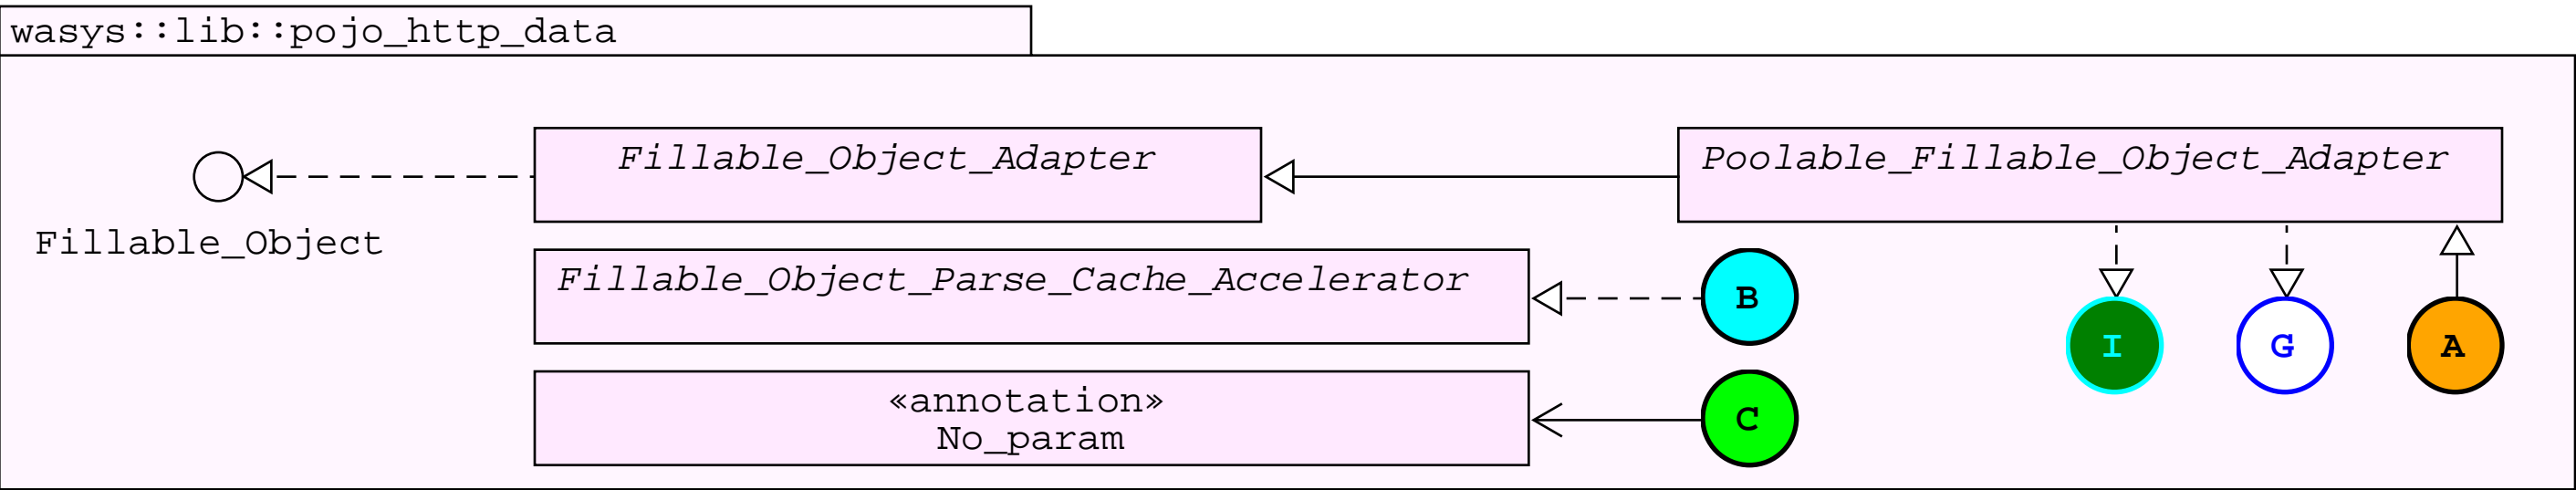 wasys::lib::pojo_http_data
Fillable_Object_Adapter
Poolable_Fillable_Object_Adapter
Fillable_Object
Fillable_Object_Parse_Cache_Accelerator
B
I
G
A
«annotation»
No_param
C